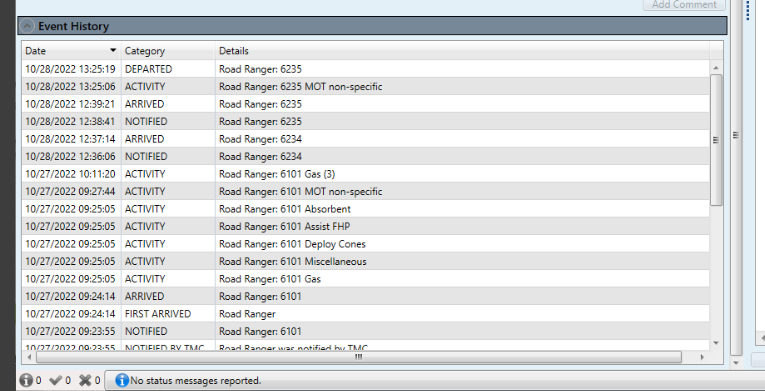 Add Comment
Event History
Date Category Details
10/28/2022 13:25:19 DEPARTED Road Ranger: 6235
10/28/2022 13:25:06 ACTIVITY Road Ranger: 6235 MOT non-specific
10/28/2022 12:39:21 ARRIVED Road Ranger: 6235
10/28/2022 12:38:41 NOTIFIED Road Ranger: 6235
10/28/2022 12:37:14 ARRIVED Road Ranger: 6234
10/28/2022 12:36:06 NOTIFIED Road Ranger: 6234
10/27/2022 10:11:20 ACTIVITY Road Ranger: 6101 Gas (3)
10/27/2022 09:27:44 ACTIVITY Road Ranger: 6101 MOT non-specific
10/27/2022 09:25:05 ACTIVITY Road Ranger: 6101 Absorbent
10/27/2022 09:25:05 ACTIVITY Road Ranger: 6101 Assist FHP
10/27/2022 09:25:05 ACTIVITY Road Ranger: 6101 Deploy Cones
10/27/2022 09:25:05 ACTIVITY Road Ranger: 6101 Miscellaneous
10/27/2022 09:25:05 ACTIVITY Road Ranger: 6101 Gas
10/27/2022 09:24:14 ARRIVED Road Ranger: 6101
10/27/2022 09:24:14 FIRST ARRIVED Road Ranger
10/27/2022 09:23:55 NOTIFIED Road Ranger: 6101
10/27/2022 09:23:55 NOTIFIED BY TMC Road Ranger was notified by TMC
0 0 0 No status messages reported.